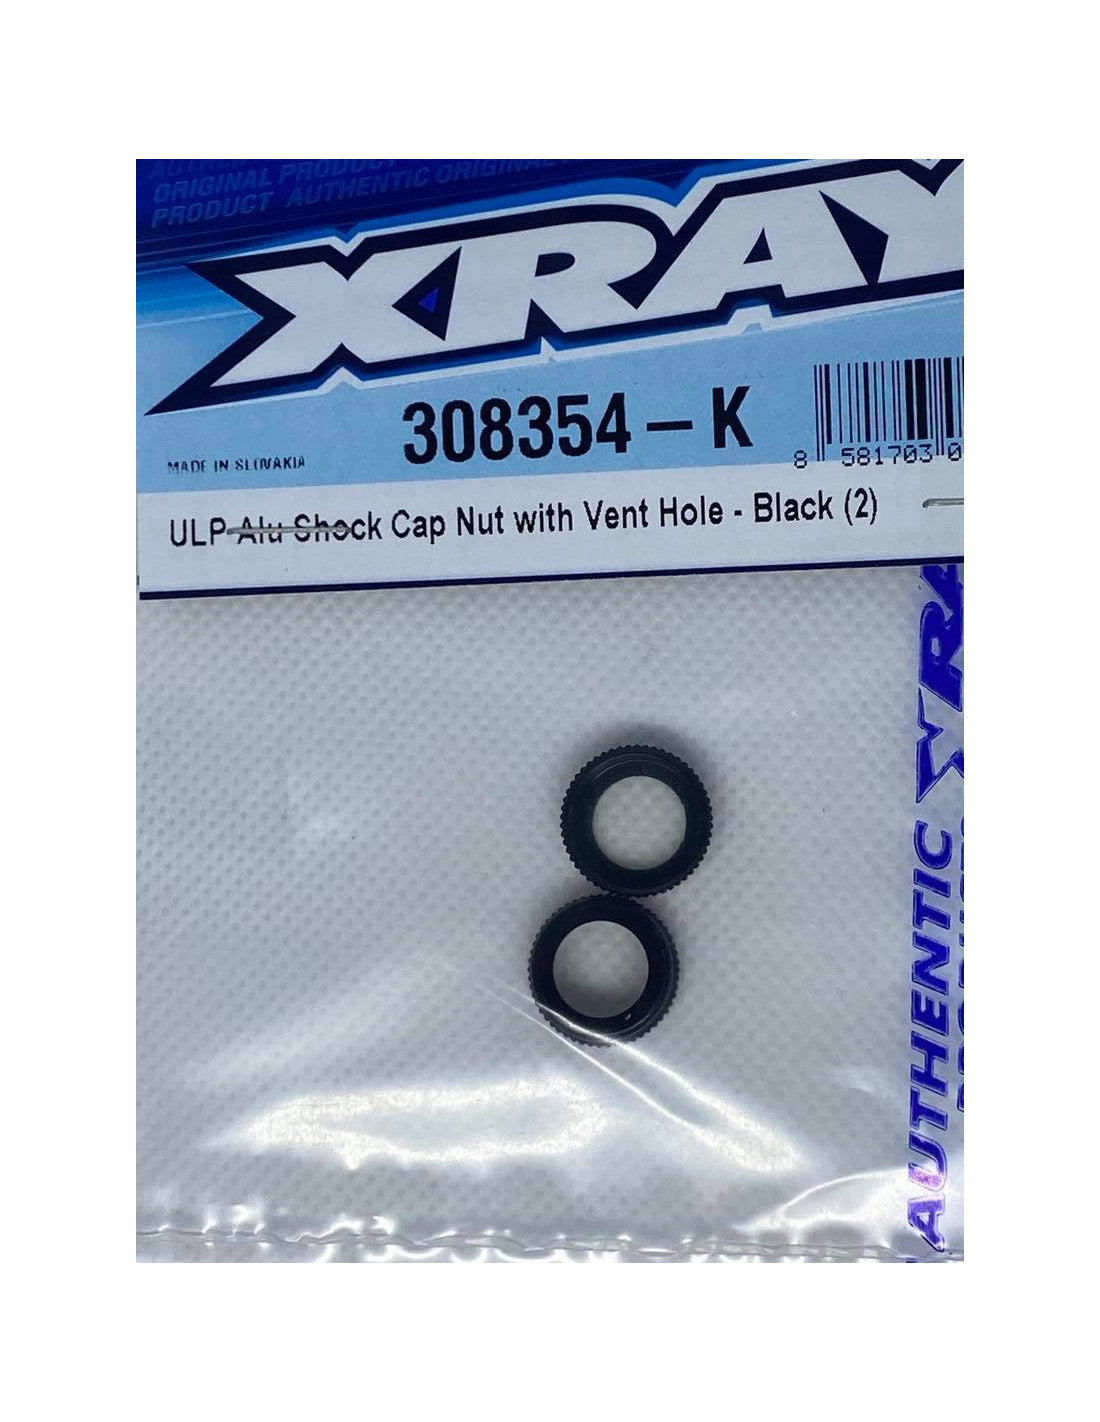 ORIGINAL PRODUCT
PRODUCT AUTHENTIC ORIGINAL
XRAY
308354-K
MADE IN SLOVAKIA
8 581703 0
ULP Alu Shock Cap Nut with Vent Hole - Black (2)
AUTHENTIC XRA